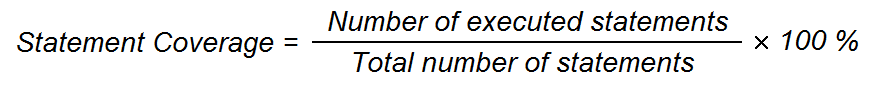 Statement Coverage = Number of executed statements / Total number of statements × 100 %